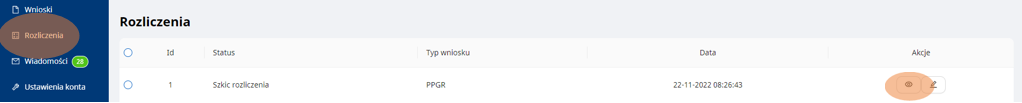 Wnioski
Rozliczenia
Wiadomości 28
Ustawienia konta
Rozliczenia
Id Status Typ wniosku Data Akcje
1 Szkic rozliczenia PPGR 22-11-2022 08:26:43